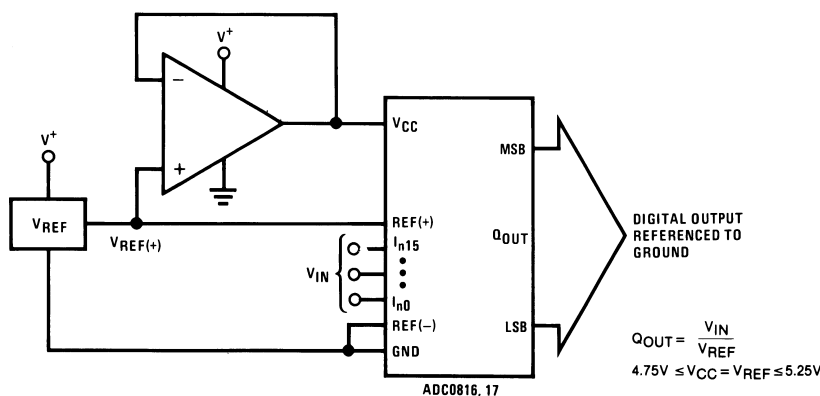 V+
−
+
V+
VREF
VREF(+)
VCC
REF(+)
VIN
In15
In0
REF(−)
GND
MSB
QOUT
LSB
ADC0816, 17
DIGITAL OUTPUT
REFERENCED TO
GROUND
QOUT = VIN
VREF
4.75V ≤ VCC = VREF ≤ 5.25V